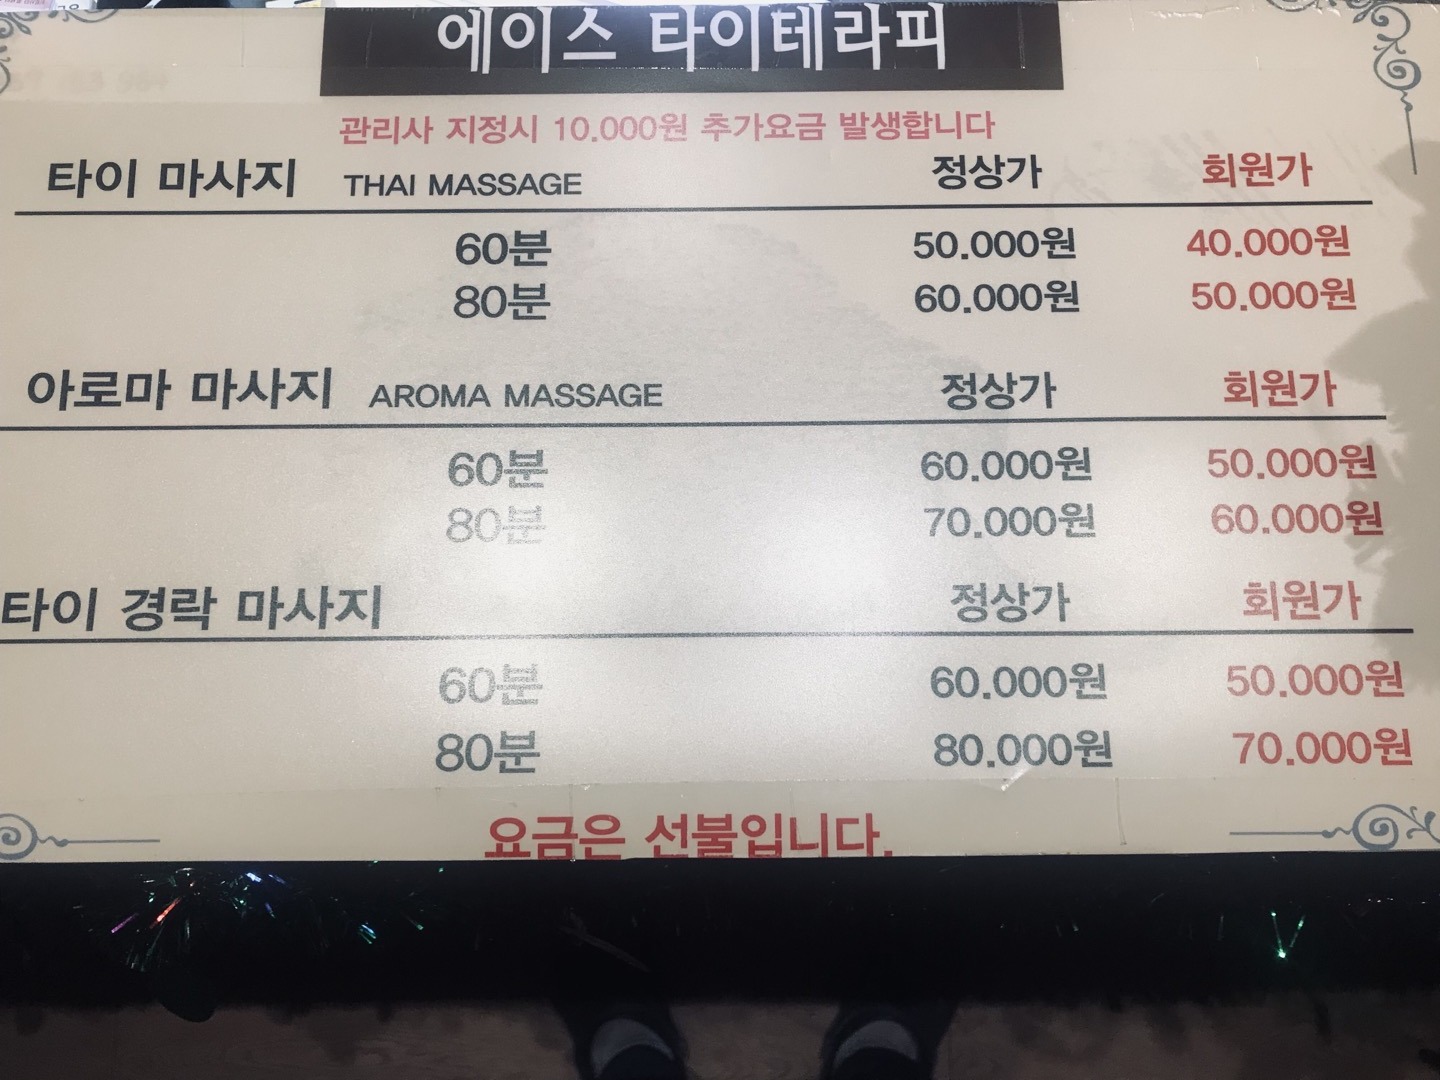 에이스 타이테라피
관리사 지정시 10.000원 추가요금 발생합니다
타이 마사지 THAI MASSAGE 정상가 회원가
60분 50.000원 40.000원
80분 60.000원 50.000원
아로마 마사지 AROMA MASSAGE 정상가 회원가
60분 60.000원 50.000원
80분 70.000원 60.000원
타이 경락 마사지 정상가 회원가
60분 60.000원 50.000원
80분 80.000원 70.000원
요금은 선불입니다.